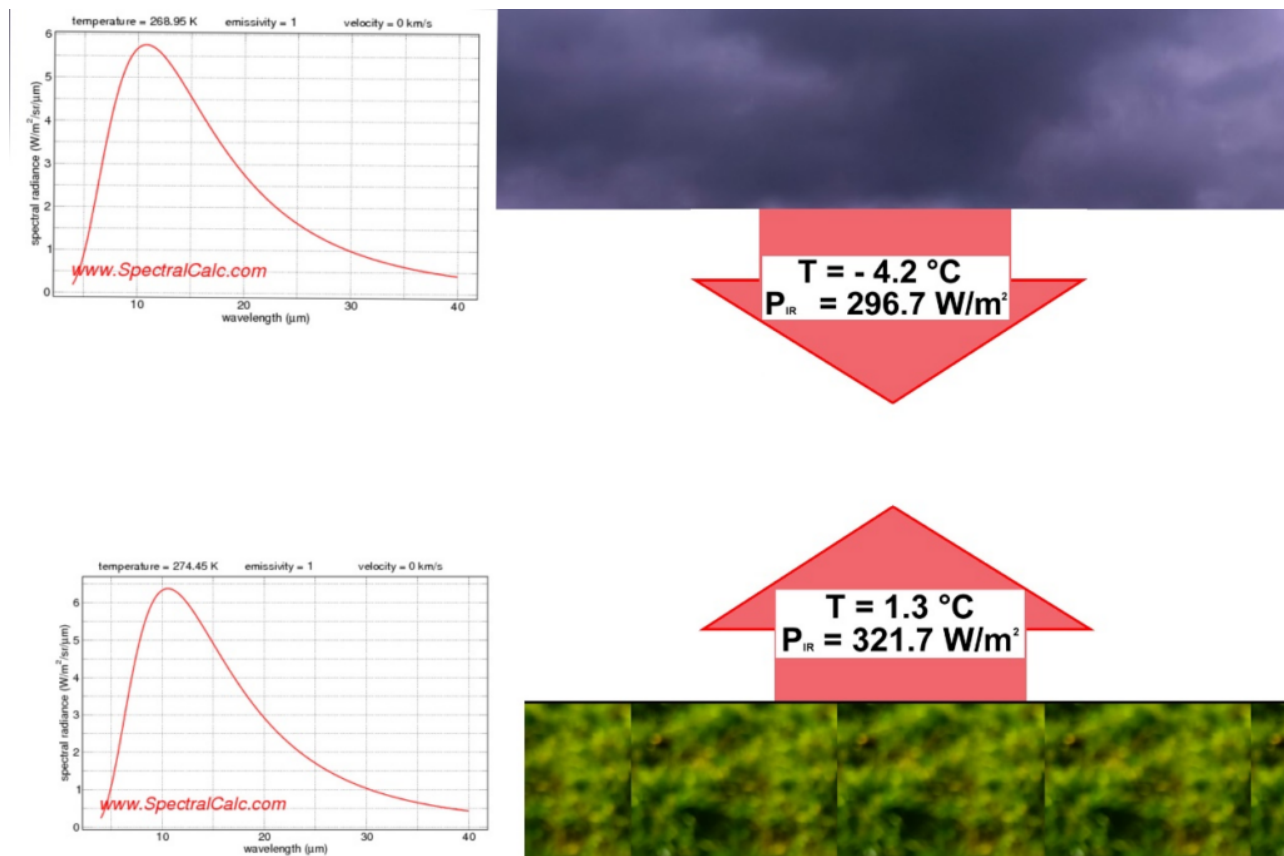 temperature = 268.95 K emissivity = 1 velocity = 0 km/s
6
5
4
3
2
1
0
spectral radiance (W/m²/sr/µm)
www.SpectralCalc.com
10 20 30 40
wavelength (µm)
T = - 4.2 °C
P_IR = 296.7 W/m²
temperature = 274.45 K emissivity = 1 velocity = 0 km/s
6
5
4
3
2
1
0
spectral radiance (W/m²/sr/µm)
www.SpectralCalc.com
10 20 30 40
wavelength (µm)
T = 1.3 °C
P_IR = 321.7 W/m²